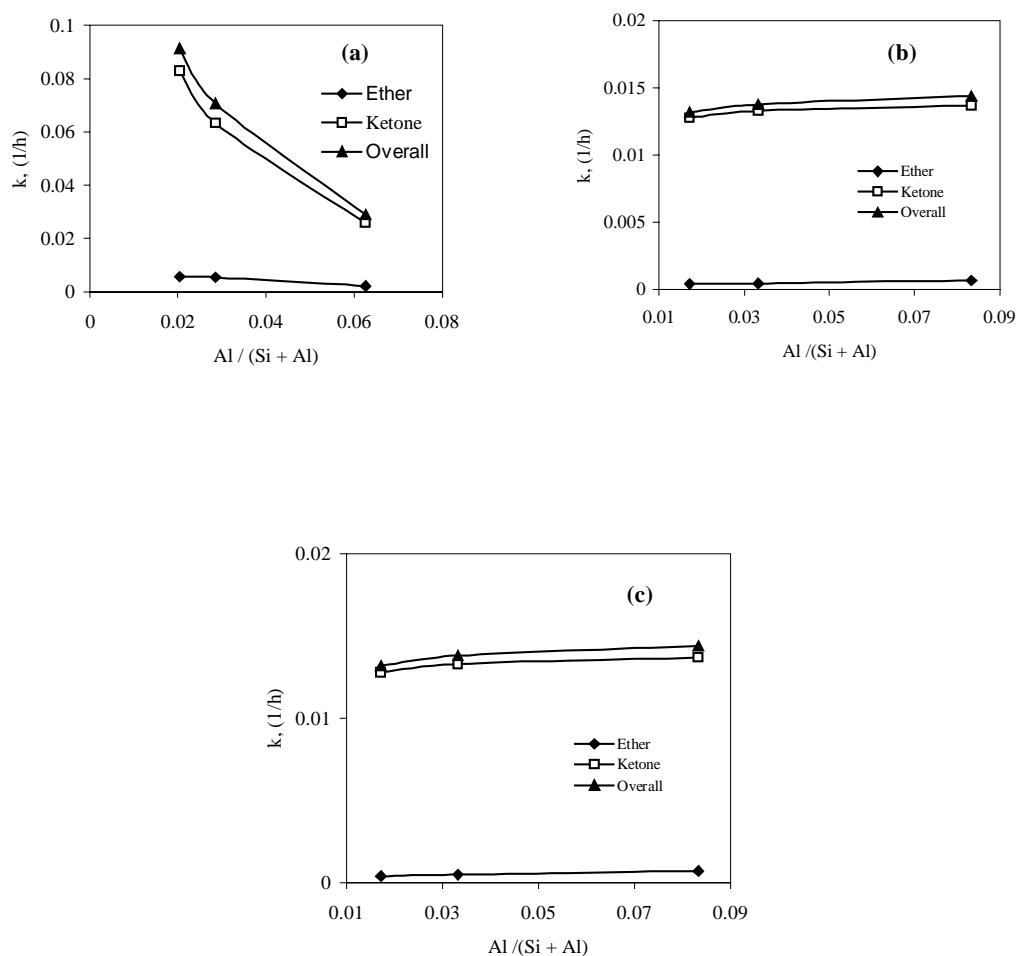 (a)
k, (1/h)
0.1
0.08
0.06
0.04
0.02
0
0 0.02 0.04 0.06 0.08
Al / (Si + Al)
Ether
Ketone
Overall
(b)
k, (1/h)
0.02
0.015
0.01
0.005
0
0.01 0.03 0.05 0.07 0.09
Al /(Si + Al)
Ether
Ketone
Overall
(c)
k, (1/h)
0.02
0.01
0
0.01 0.03 0.05 0.07 0.09
Al /(Si + Al)
Ether
Ketone
Overall